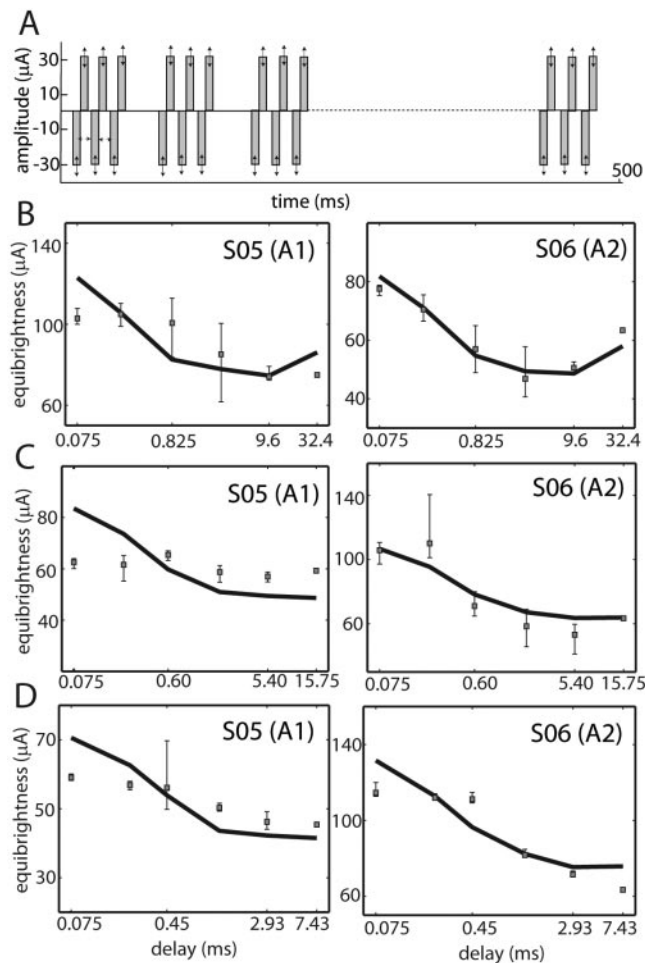 A
amplitude (µA)
30
10
-10
-30
500
time (ms)
B
equibrightness (µA)
140
100
60
S05 (A1)
0.075 0.825 9.6 32.4
80
60
40
S06 (A2)
0.075 0.825 9.6 32.4
C
equibrightness (µA)
80
60
40
S05 (A1)
0.075 0.60 5.40 15.75
140
100
60
S06 (A2)
0.075 0.60 5.40 15.75
D
equibrightness (µA)
70
50
30
S05 (A1)
0.075 0.45 2.93 7.43
delay (ms)
140
100
60
S06 (A2)
0.075 0.45 2.93 7.43
delay (ms)